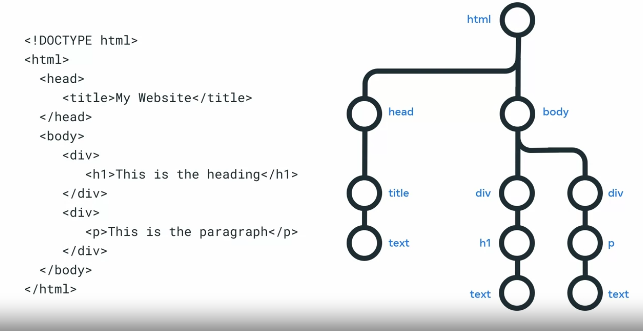 <!DOCTYPE html>
<html>
<head>
<title>My Website</title>
</head>
<body>
<div>
<h1>This is the heading</h1>
</div>
<div>
<p>This is the paragraph</p>
</div>
</body>
</html>
html
head
body
title
div
div
text
h1
p
text
text